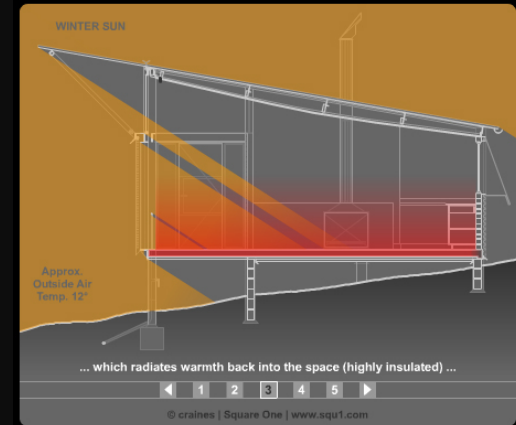 WINTER SUN
Approx.
Outside Air
Temp. 12°
... which radiates warmth back into the space (highly insulated) ...
1 2 3 4 5
© craines | Square One | www.squ1.com